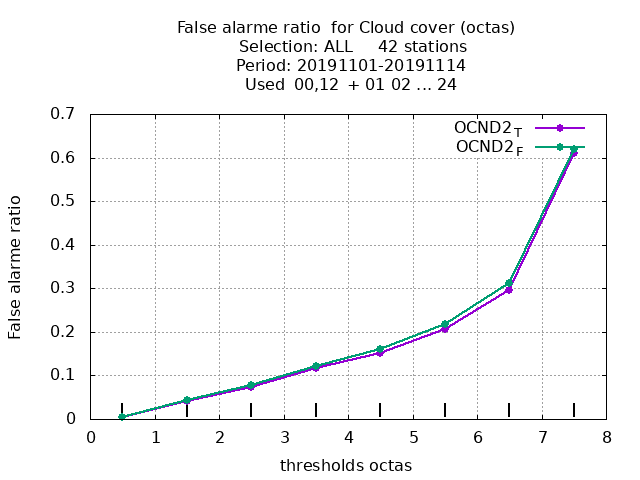 False alarme ratio  for Cloud cover (octas)
Selection: ALL     42 stations
Period: 20191101-20191114
Used  00,12  + 01 02 ... 24
OCND2_T
OCND2_F
False alarme ratio
0.7
0.6
0.5
0.4
0.3
0.2
0.1
0
0 1 2 3 4 5 6 7 8
thresholds octas